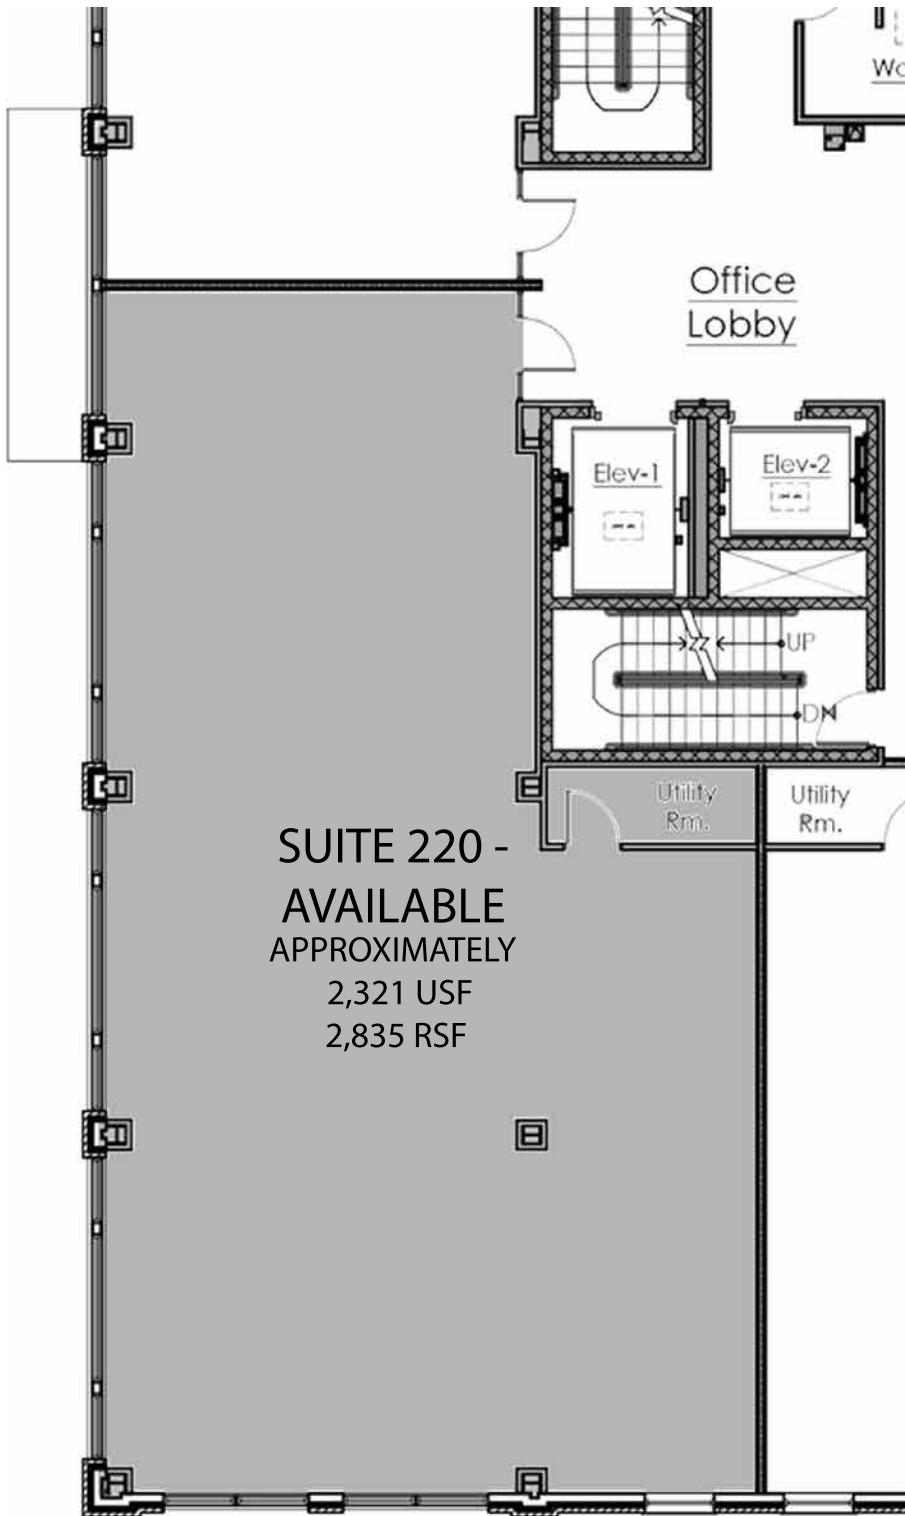 Wo
Office
Lobby
Elev-1
Elev-2
UP
DN
Utility
Rm.
Utility
Rm.
SUITE 220 -
AVAILABLE
APPROXIMATELY
2,321 USF
2,835 RSF